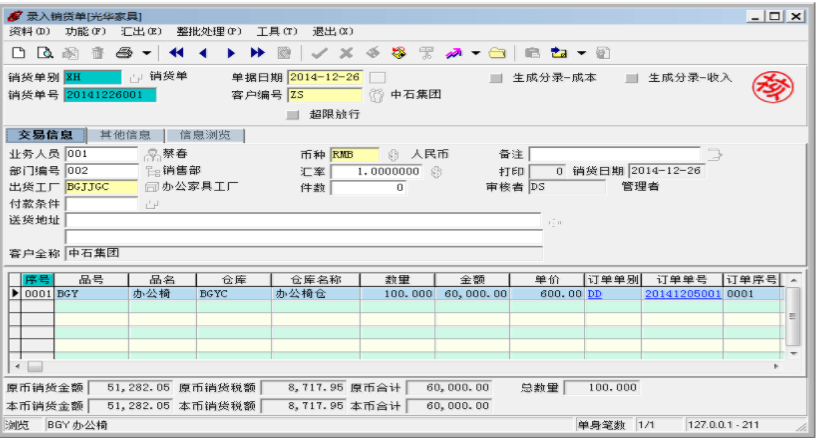 录入销货单[光华家具]
资料(D) 功能(F) 汇出(E) 整批处理(P) 工具(T) 退出(X)
销货单别 XH 销货单 单据日期 2014-12-26 生成分录-成本 生成分录-收入
销货单号 20141226001 客户编号 ZS 中石集团
超限放行
交易信息 其他信息 信息浏览
业务人员 001 蔡春 币种 RMB 人民币 备注
部门编号 002 销售部 汇率 1.0000000 打印 0 销货日期 2014-12-26
出货工厂 BGJJGC 办公家具工厂 件数 0 审核者 DS 管理者
付款条件
送货地址
客户全称 中石集团
序号 品号 品名 仓库 仓库名称 数量 金额 单价 订单单别 订单单号 订单序号
0001 BGY 办公椅 BGYC 办公椅仓 100.000 60,000.00 600.00 DD 20141205001 0001
原币销货金额 51,282.05 原币销货税额 8,717.95 原币合计 60,000.00 总数量 100.000
本币销货金额 51,282.05 本币销货税额 8,717.95 本币合计 60,000.00
浏览 BGY 办公椅 单身笔数 1/1 127.0.0.1 - 211